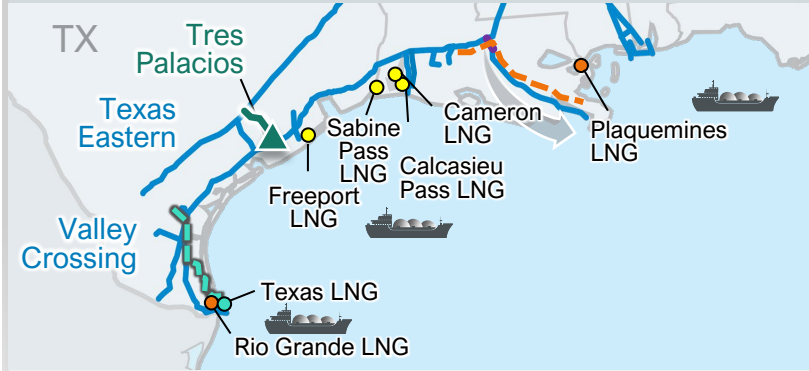 TX
Tres
Palacios
Texas
Eastern
Sabine
Pass
LNG
Cameron
LNG
Plaquemines
LNG
Calcasieu
Pass LNG
Freeport
LNG
Valley
Crossing
Texas LNG
Rio Grande LNG